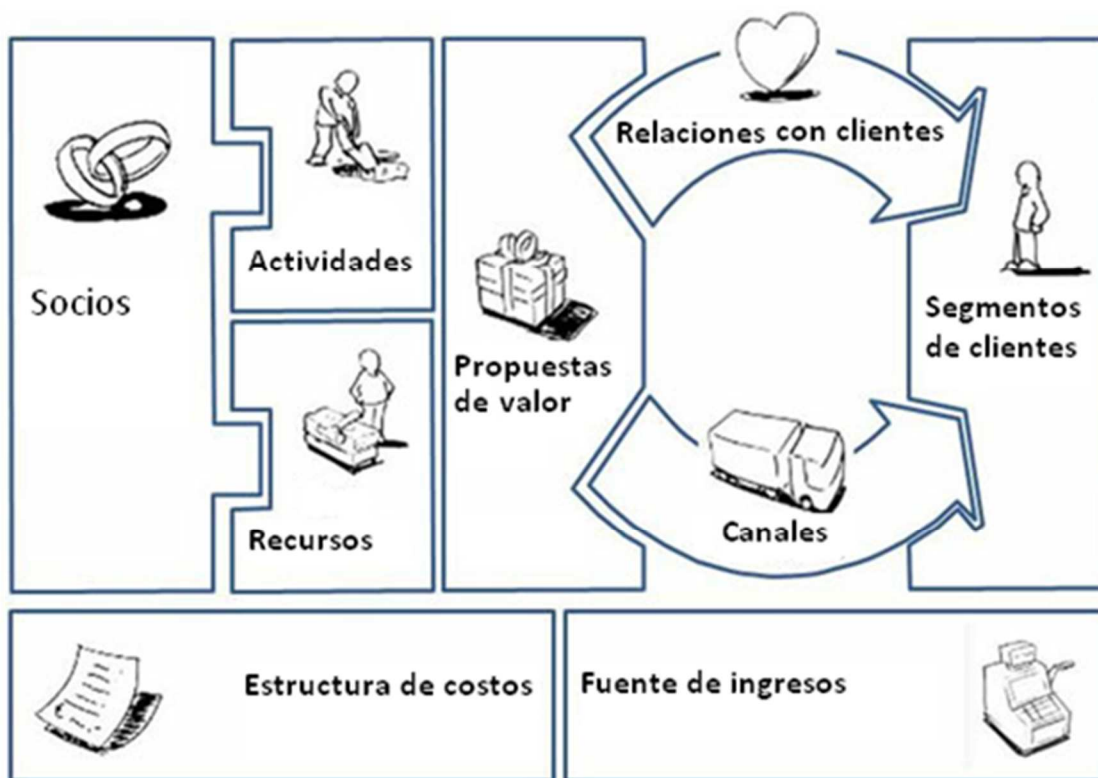 Socios
Actividades
Recursos
Propuestas
de valor
Relaciones con clientes
Canales
Segmentos
de clientes
Estructura de costos
Fuente de ingresos